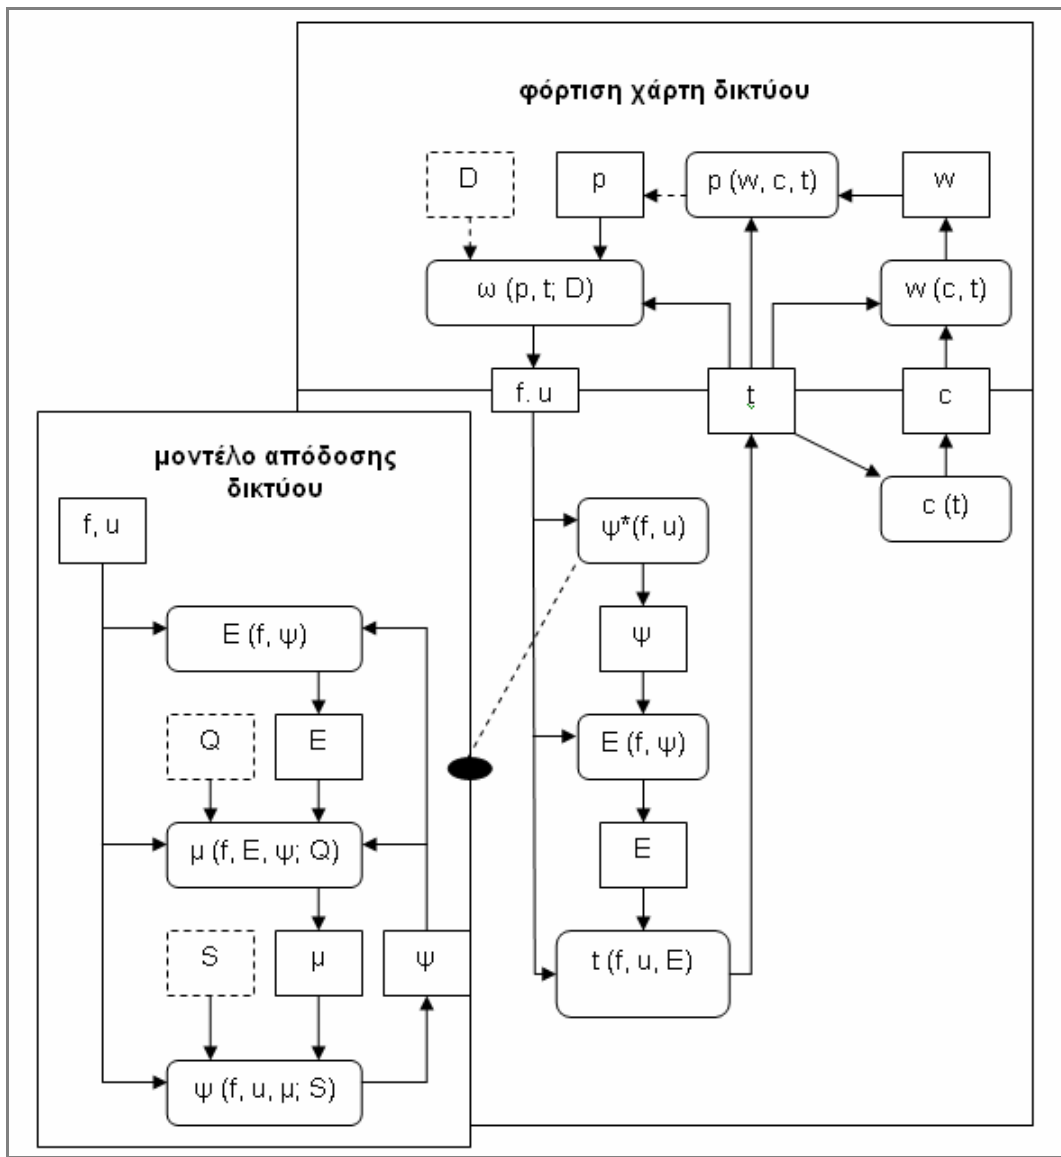 φόρτιση χάρτη δικτύου
D
p
p (w, c, t)
w
ω (p, t; D)
w (c, t)
f. u
t
c
c (t)
μοντέλο απόδοσης
δικτύου
f, u
ψ*(f, u)
E (f, ψ)
ψ
Q
E
E (f, ψ)
μ (f, E, ψ; Q)
E
S
μ
ψ
t (f, u, E)
ψ (f, u, μ; S)